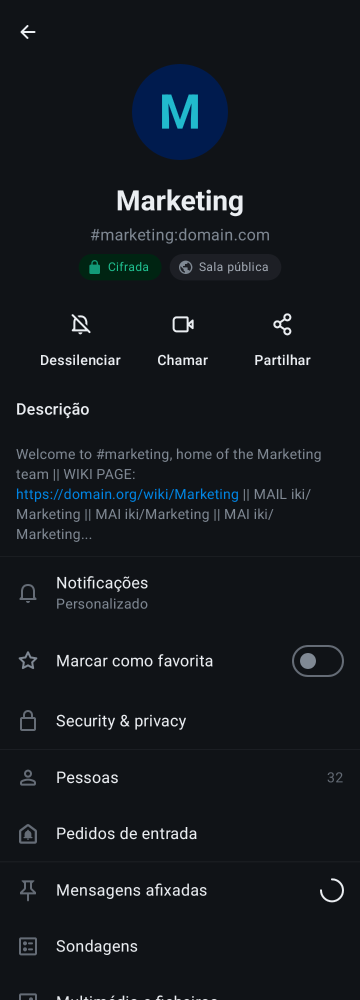 M
Marketing
#marketing:domain.com
Cifrada
Sala pública
Dessilenciar
Chamar
Partilhar
Descrição
Welcome to #marketing, home of the Marketing
team || WIKI PAGE:
https://domain.org/wiki/Marketing || MAIL iki/
Marketing || MAI iki/Marketing || MAI iki/
Marketing...
Notificações
Personalizado
Marcar como favorita
Security & privacy
Pessoas 32
Pedidos de entrada
Mensagens afixadas
Sondagens
Multimédia e ficheiros